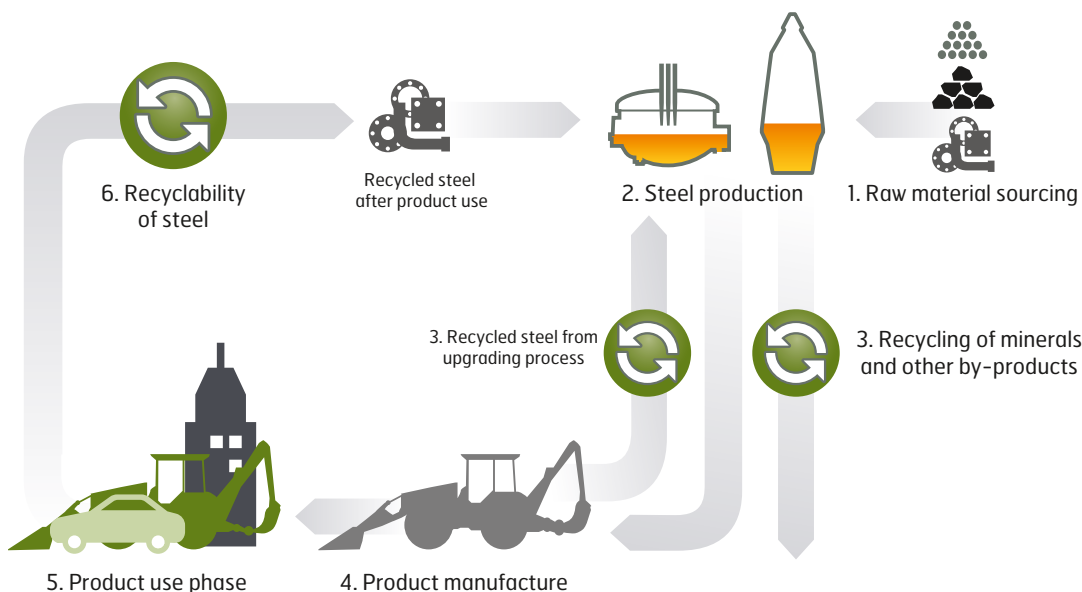 6. Recyclability
of steel
Recycled steel
after product use
2. Steel production
1. Raw material sourcing
3. Recycled steel from
upgrading process
3. Recycling of minerals
and other by-products
5. Product use phase
4. Product manufacture